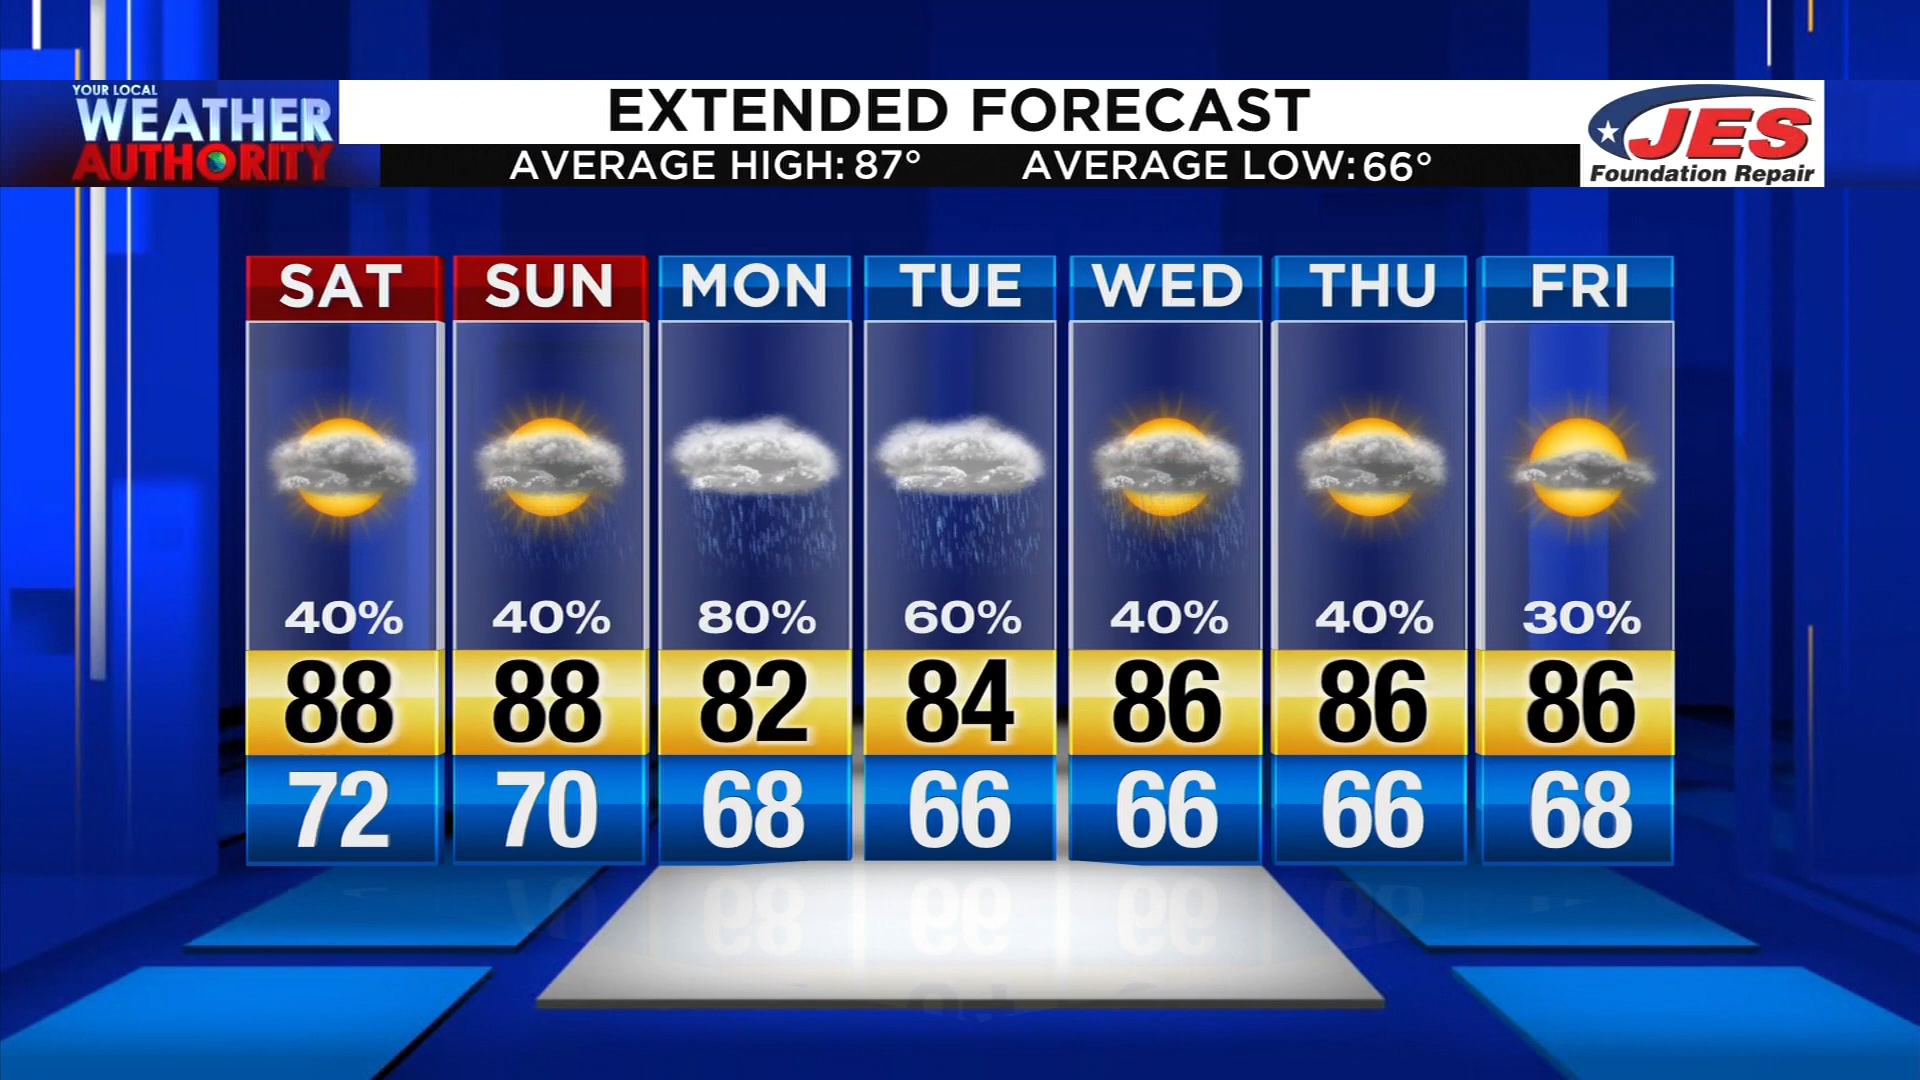 YOUR LOCAL
WEATHER
AUTHORITY
EXTENDED FORECAST
AVERAGE HIGH: 87° AVERAGE LOW: 66°
JES
Foundation Repair
SAT SUN MON TUE WED THU FRI
40% 40% 80% 60% 40% 40% 30%
88 88 82 84 86 86 86
72 70 68 66 66 66 68